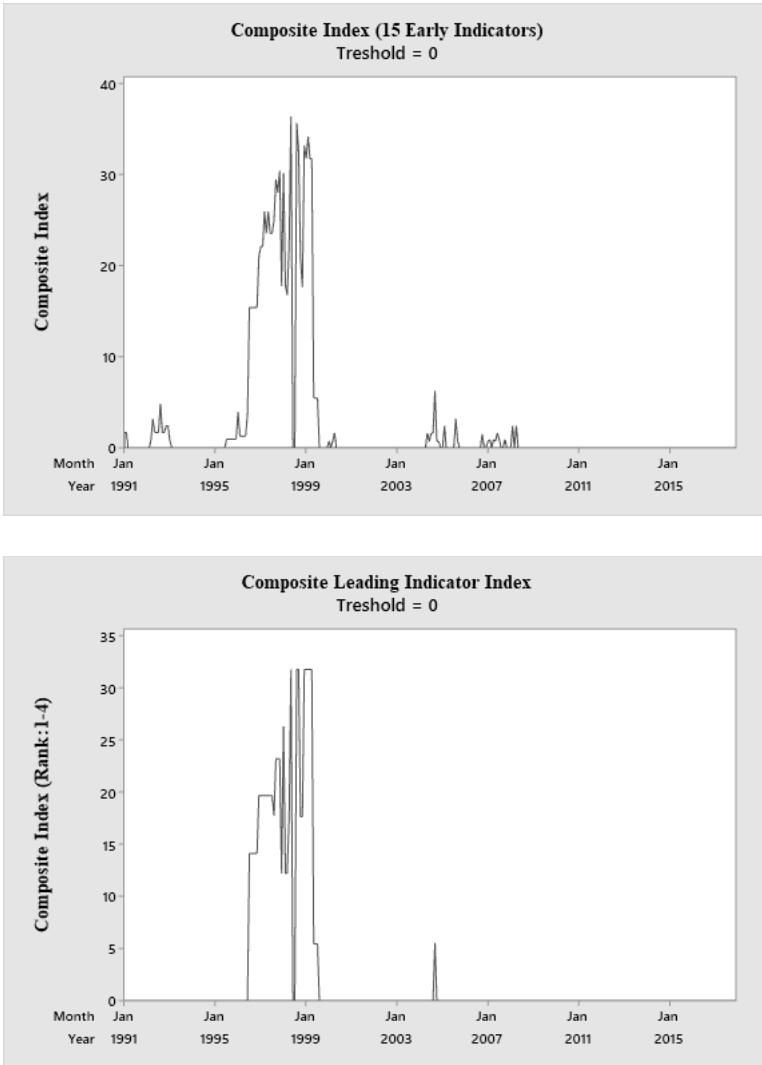 Composite Index (15 Early Indicators)
Treshold = 0
Composite Index
40
30
20
10
0
Month Jan Jan Jan Jan Jan Jan Jan
Year 1991 1995 1999 2003 2007 2011 2015
Composite Leading Indicator Index
Treshold = 0
Composite Index (Rank:1-4)
35
30
25
20
15
10
5
0
Month Jan Jan Jan Jan Jan Jan Jan
Year 1991 1995 1999 2003 2007 2011 2015